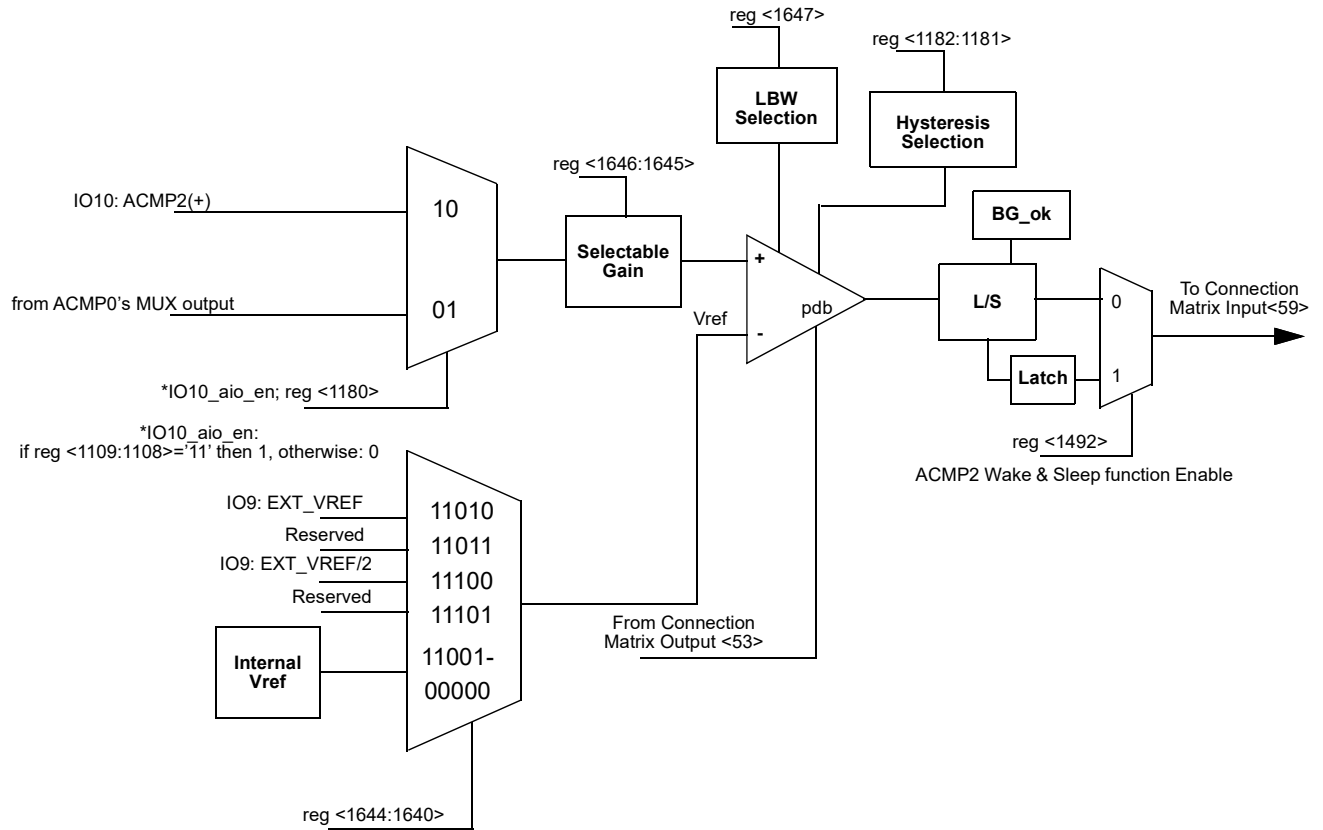 reg <1647>
reg <1182:1181>
LBW
Selection
Hysteresis
Selection
reg <1646:1645>
IO10: ACMP2(+)
10
BG_ok
Selectable
Gain
+
from ACMP0's MUX output
01
L/S
0
To Connection
Matrix Input<59>
pdb
Vref
-
Latch
1
*IO10_aio_en; reg <1180>
*IO10_aio_en:
if reg <1109:1108>='11' then 1, otherwise: 0
reg <1492>
ACMP2 Wake & Sleep function Enable
IO9: EXT_VREF
11010
Reserved
11011
IO9: EXT_VREF/2
11100
Reserved
11101
From Connection
Matrix Output <53>
Internal
Vref
11001-
00000
reg <1644:1640>